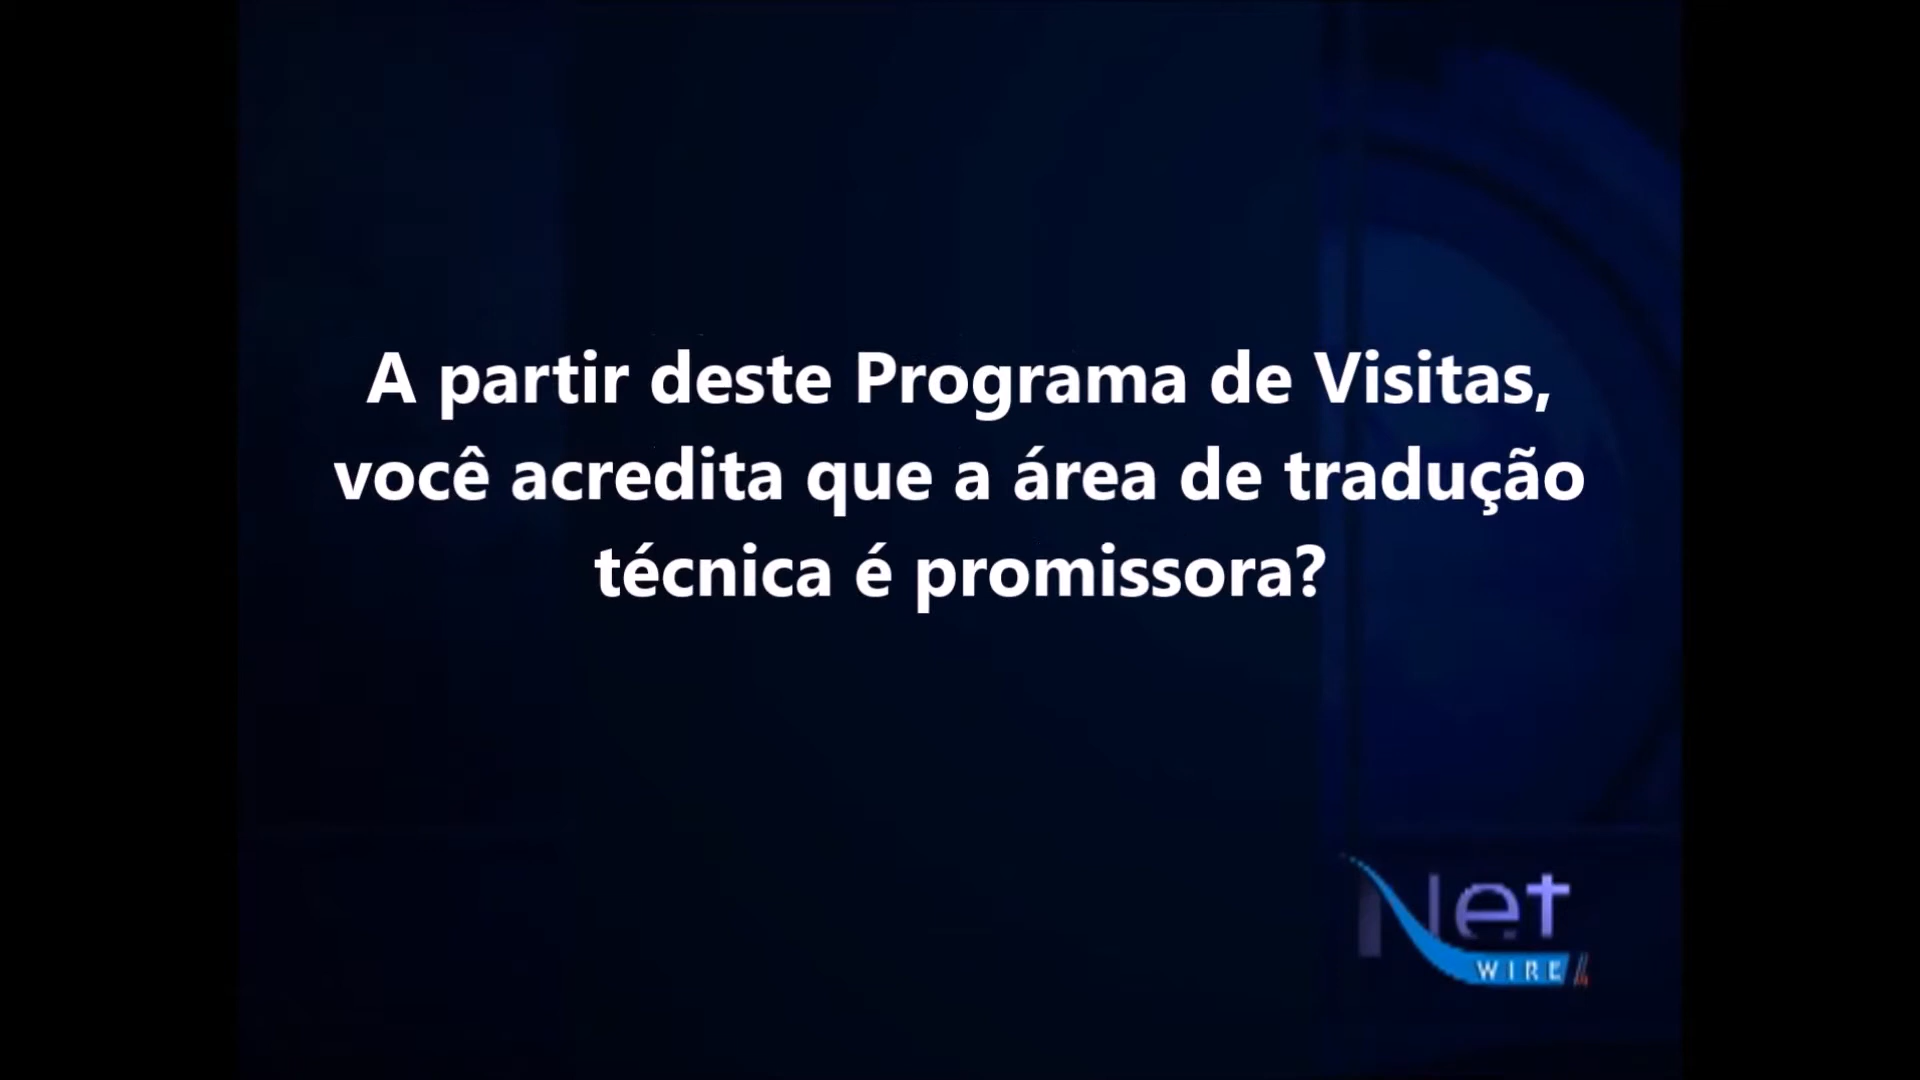 A partir deste Programa de Visitas,
você acredita que a área de tradução
técnica é promissora?
Net
WIRE